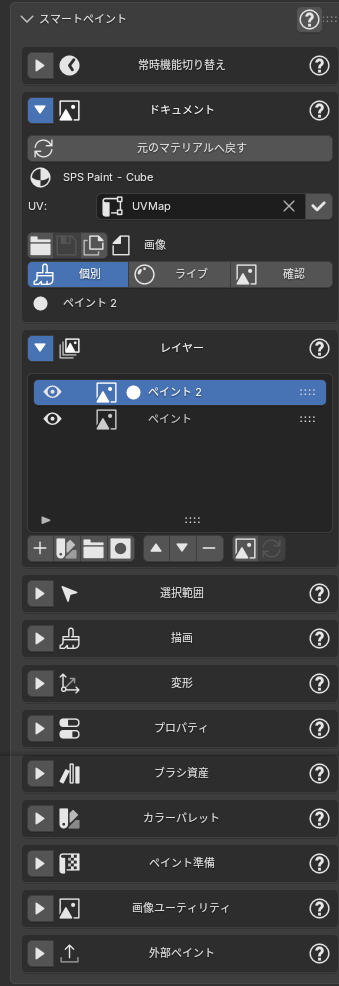 スマートペイント
常時機能切り替え
ドキュメント
元のマテリアルへ戻す
SPS Paint - Cube
UV:
UVMap
画像
個別
ライブ
確認
ペイント 2
レイヤー
ペイント 2
ペイント
選択範囲
描画
変形
プロパティ
ブラシ資産
カラーパレット
ペイント準備
画像ユーティリティ
外部ペイント